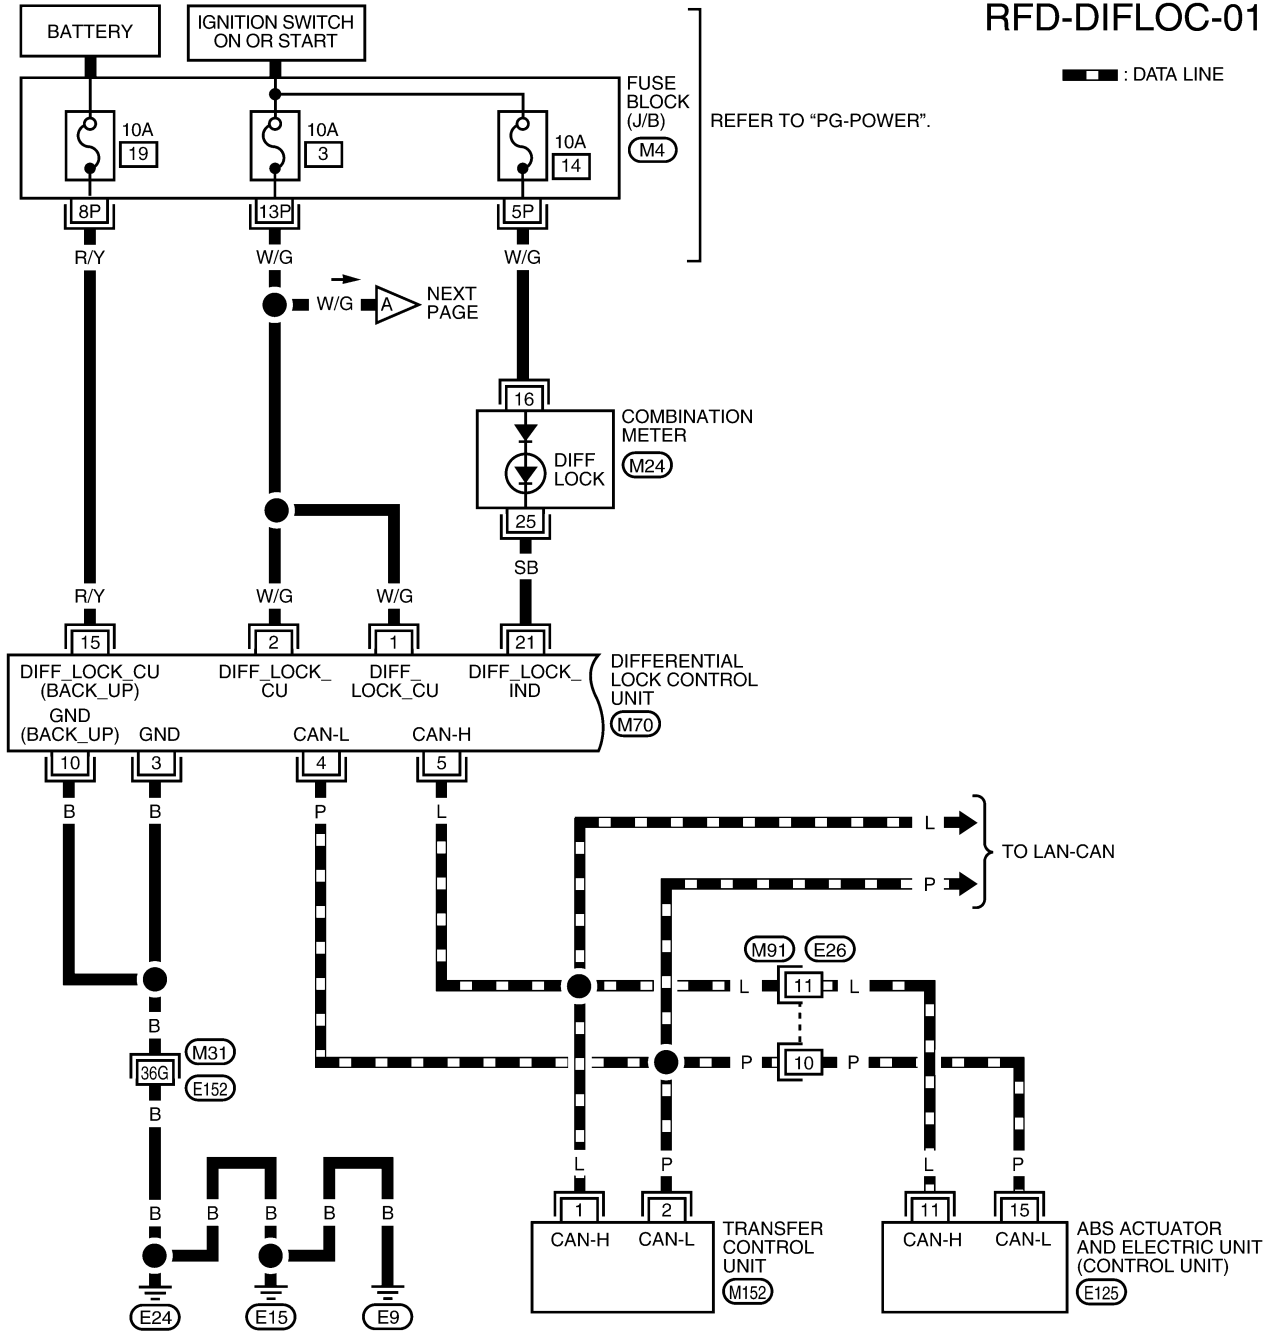 RFD-DIFLOC-01
BATTERY
IGNITION SWITCH
ON OR START
: DATA LINE
FUSE
BLOCK
(J/B)
M4
REFER TO “PG-POWER”.
10A
19
10A
3
10A
14
8P
13P
5P
R/Y
W/G
W/G
W/G
A
NEXT
PAGE
16
COMBINATION
METER
M24
DIFF
LOCK
25
SB
R/Y
W/G
W/G
15
2
1
21
DIFF_LOCK_CU
(BACK_UP)
DIFF_LOCK_
CU
DIFF_
LOCK_CU
DIFF_LOCK_
IND
DIFFERENTIAL
LOCK CONTROL
UNIT
M70
GND
(BACK_UP)
GND
CAN-L
CAN-H
10
3
4
5
B
B
P
L
L
P
TO LAN-CAN
M91
E26
L
11
L
P
10
P
B
M31
36G
E152
B
B
B
B
B
B
L
P
L
P
1
2
11
15
CAN-H
CAN-L
CAN-H
CAN-L
TRANSFER
CONTROL
UNIT
M152
ABS ACTUATOR
AND ELECTRIC UNIT
(CONTROL UNIT)
E125
E24
E15
E9